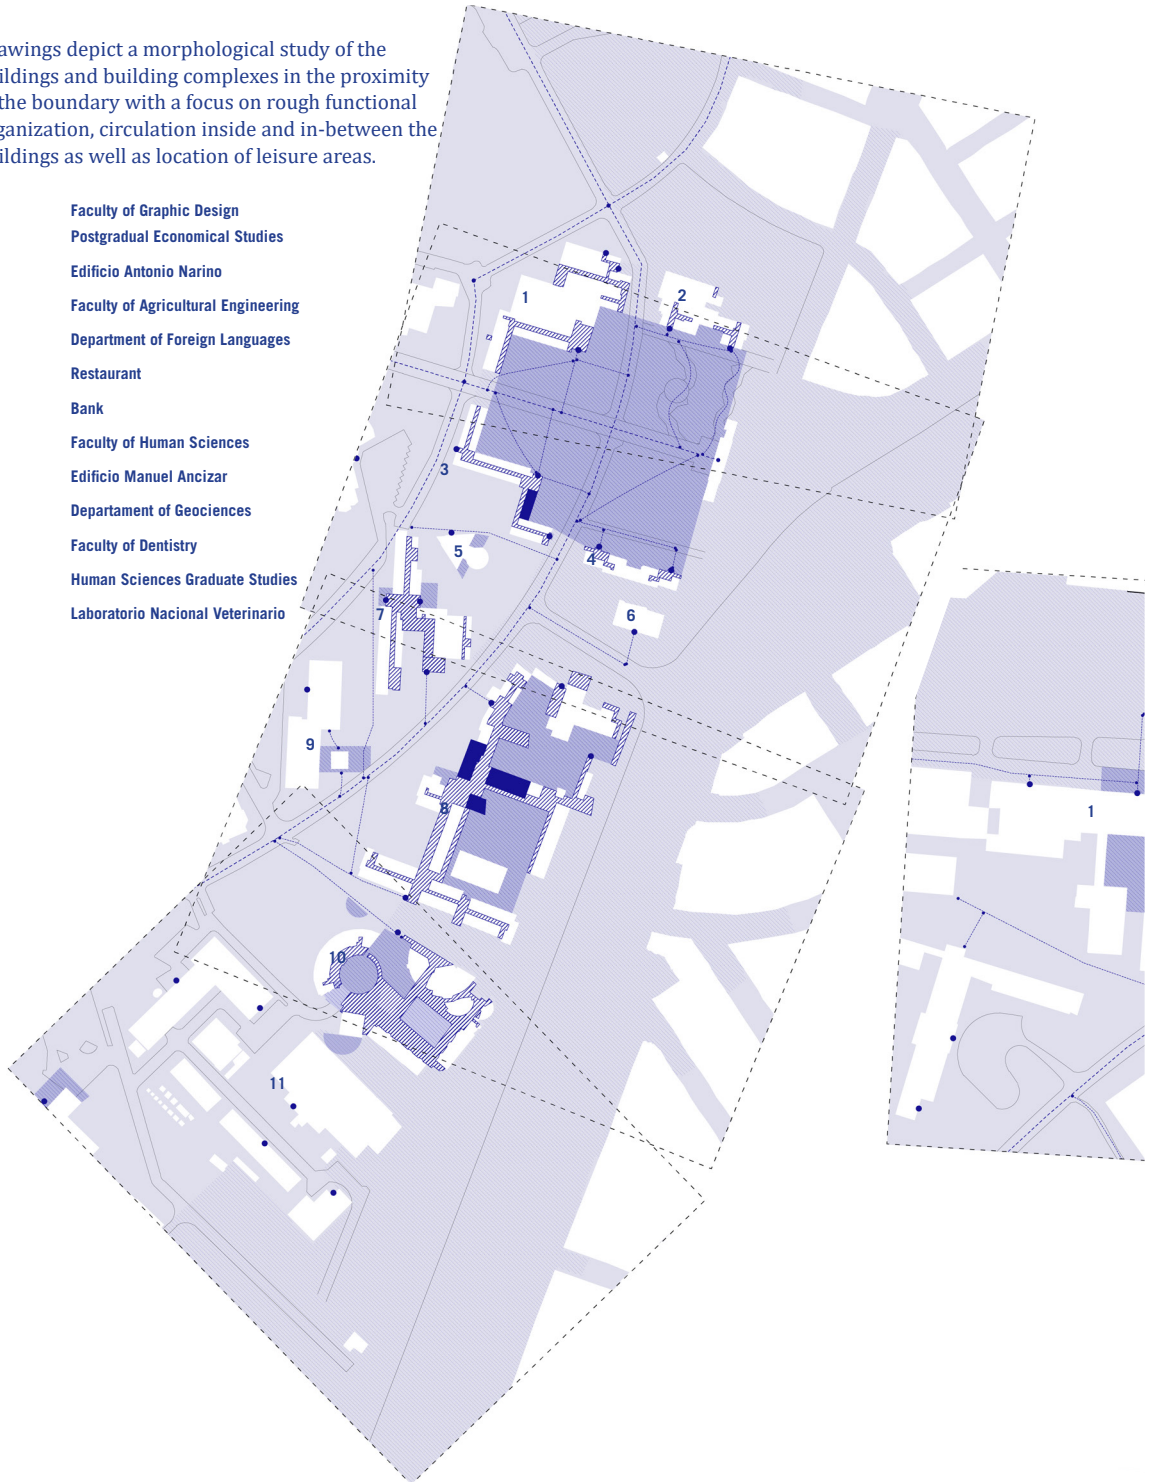 awings depict a morphological study of the
ildings and building complexes in the proximity
the boundary with a focus on rough functional
ganization, circulation inside and in-between the
ildings as well as location of leisure areas.
Faculty of Graphic Design
Postgradual Economical Studies
Edificio Antonio Narino
Faculty of Agricultural Engineering
Department of Foreign Languages
Restaurant
Bank
Faculty of Human Sciences
Edificio Manuel Ancizar
Departament of Geociences
Faculty of Dentistry
Human Sciences Graduate Studies
Laboratorio Nacional Veterinario
1
2
3
4
5
6
7
8
9
10
11
1